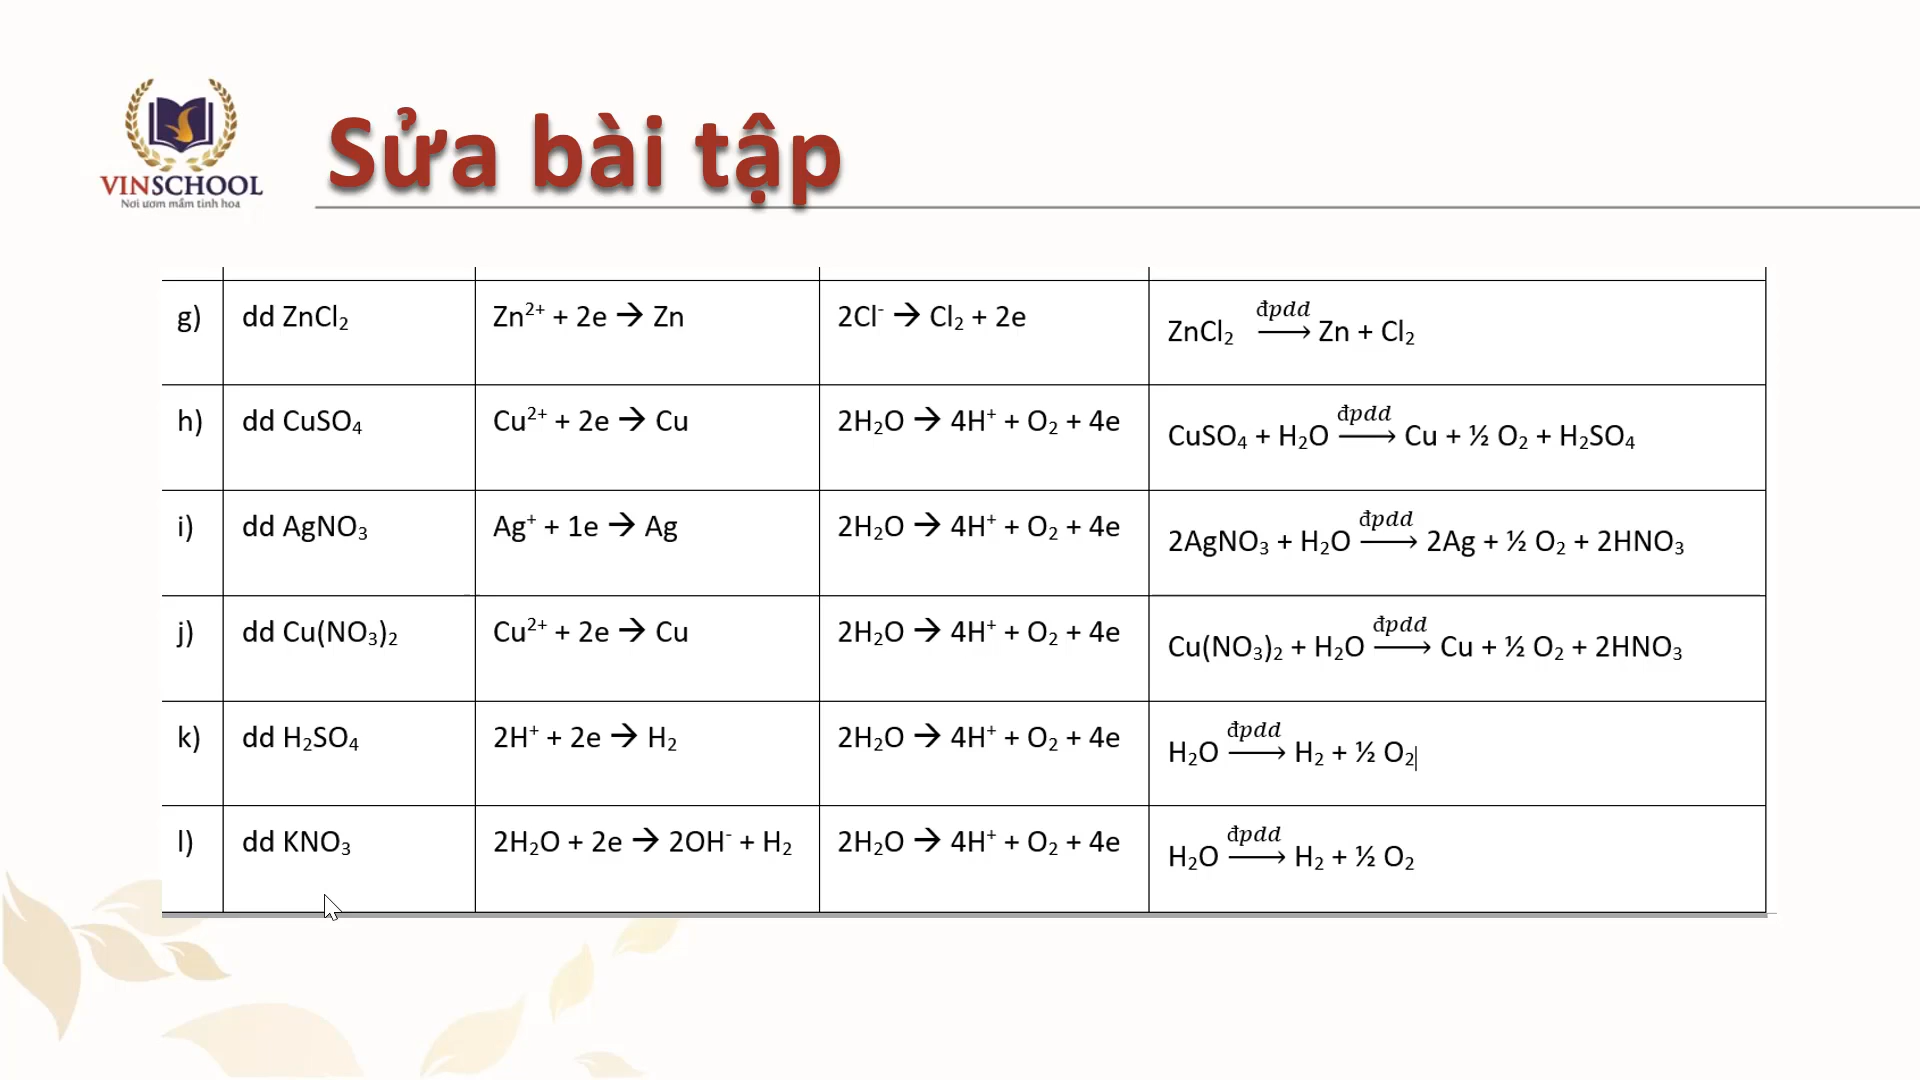 VINSCHOOL
Nơi ươm mầm tinh hoa
Sửa bài tập
g) dd ZnCl₂ Zn²⁺ + 2e → Zn 2Cl⁻ → Cl₂ + 2e ZnCl₂ —đpdd→ Zn + Cl₂
h) dd CuSO₄ Cu²⁺ + 2e → Cu 2H₂O → 4H⁺ + O₂ + 4e CuSO₄ + H₂O —đpdd→ Cu + ½ O₂ + H₂SO₄
i) dd AgNO₃ Ag⁺ + 1e → Ag 2H₂O → 4H⁺ + O₂ + 4e 2AgNO₃ + H₂O —đpdd→ 2Ag + ½ O₂ + 2HNO₃
j) dd Cu(NO₃)₂ Cu²⁺ + 2e → Cu 2H₂O → 4H⁺ + O₂ + 4e Cu(NO₃)₂ + H₂O —đpdd→ Cu + ½ O₂ + 2HNO₃
k) dd H₂SO₄ 2H⁺ + 2e → H₂ 2H₂O → 4H⁺ + O₂ + 4e H₂O —đpdd→ H₂ + ½ O₂
l) dd KNO₃ 2H₂O + 2e → 2OH⁻ + H₂ 2H₂O → 4H⁺ + O₂ + 4e H₂O —đpdd→ H₂ + ½ O₂